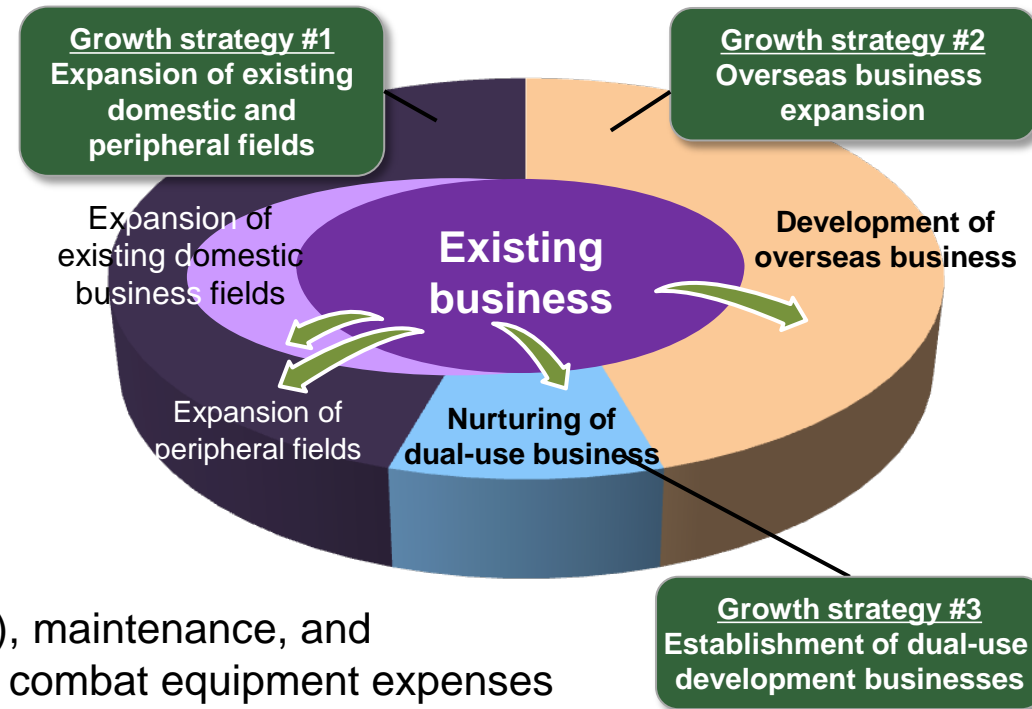 Growth strategy #1
Expansion of existing
domestic and
peripheral fields
Growth strategy #2
Overseas business
expansion
Expansion of
existing domestic
business fields
Existing
business
Development of
overseas business
Expansion of
peripheral fields
Nurturing of
dual-use business
Growth strategy #3
Establishment of dual-use
development businesses
), maintenance, and
combat equipment expenses